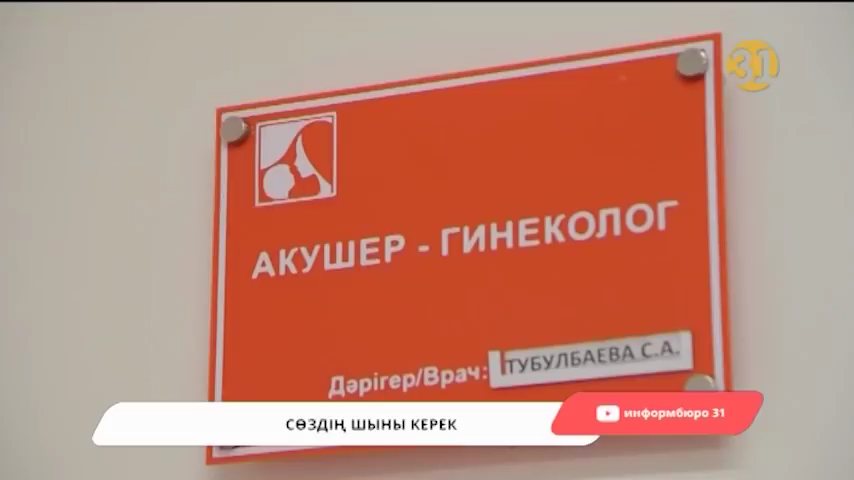 31
АКУШЕР - ГИНЕКОЛОГ
Дәрігер/Врач: ТУБУЛБАЕВА С.А.
СӨЗДІҢ ШЫНЫ КЕРЕК
информбюро 31